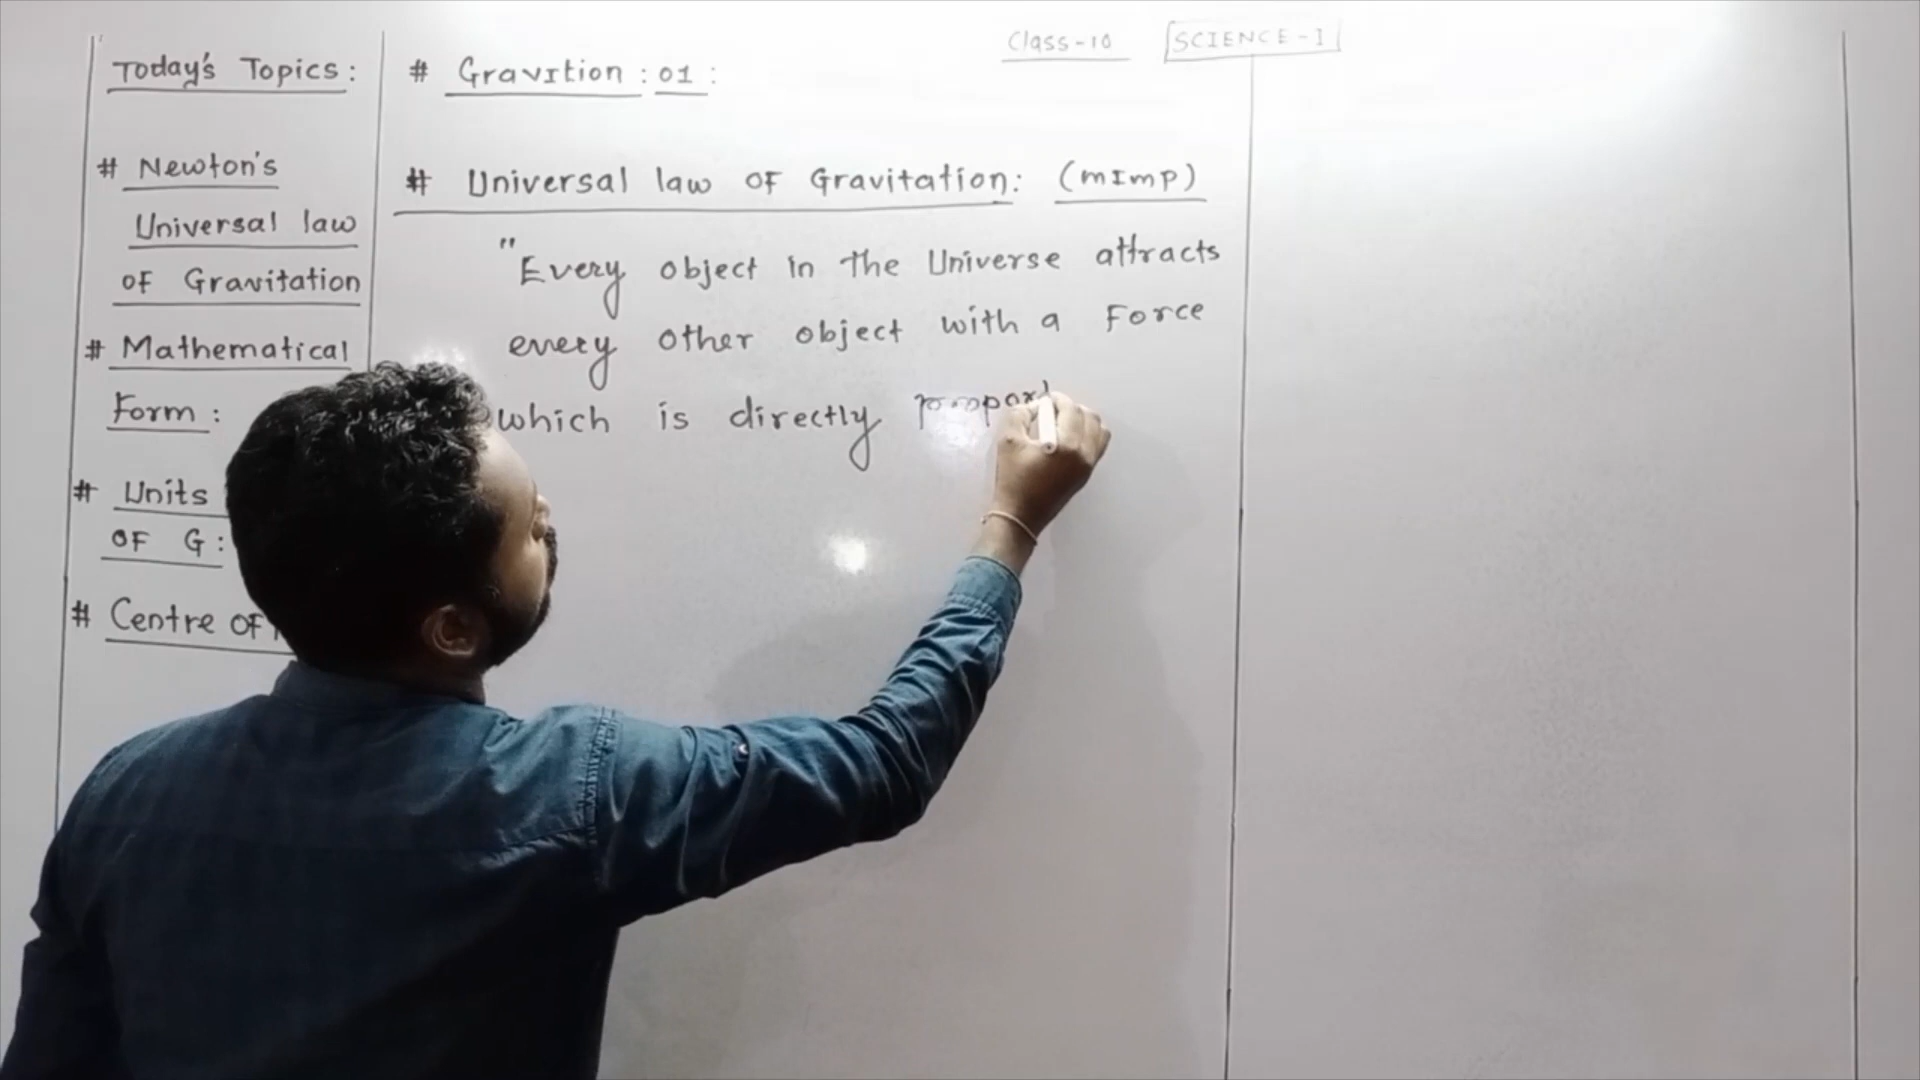 Class-10 SCIENCE-I
Today's Topics:
# Newton's
Universal law
of Gravitation
# Mathematical
Form:
# Units
of G:
# Centre of
# Gravition: 01:
# Universal law of Gravitation: (mImp)
"Every object in the Universe attracts
every other object with a Force
which is directly proport